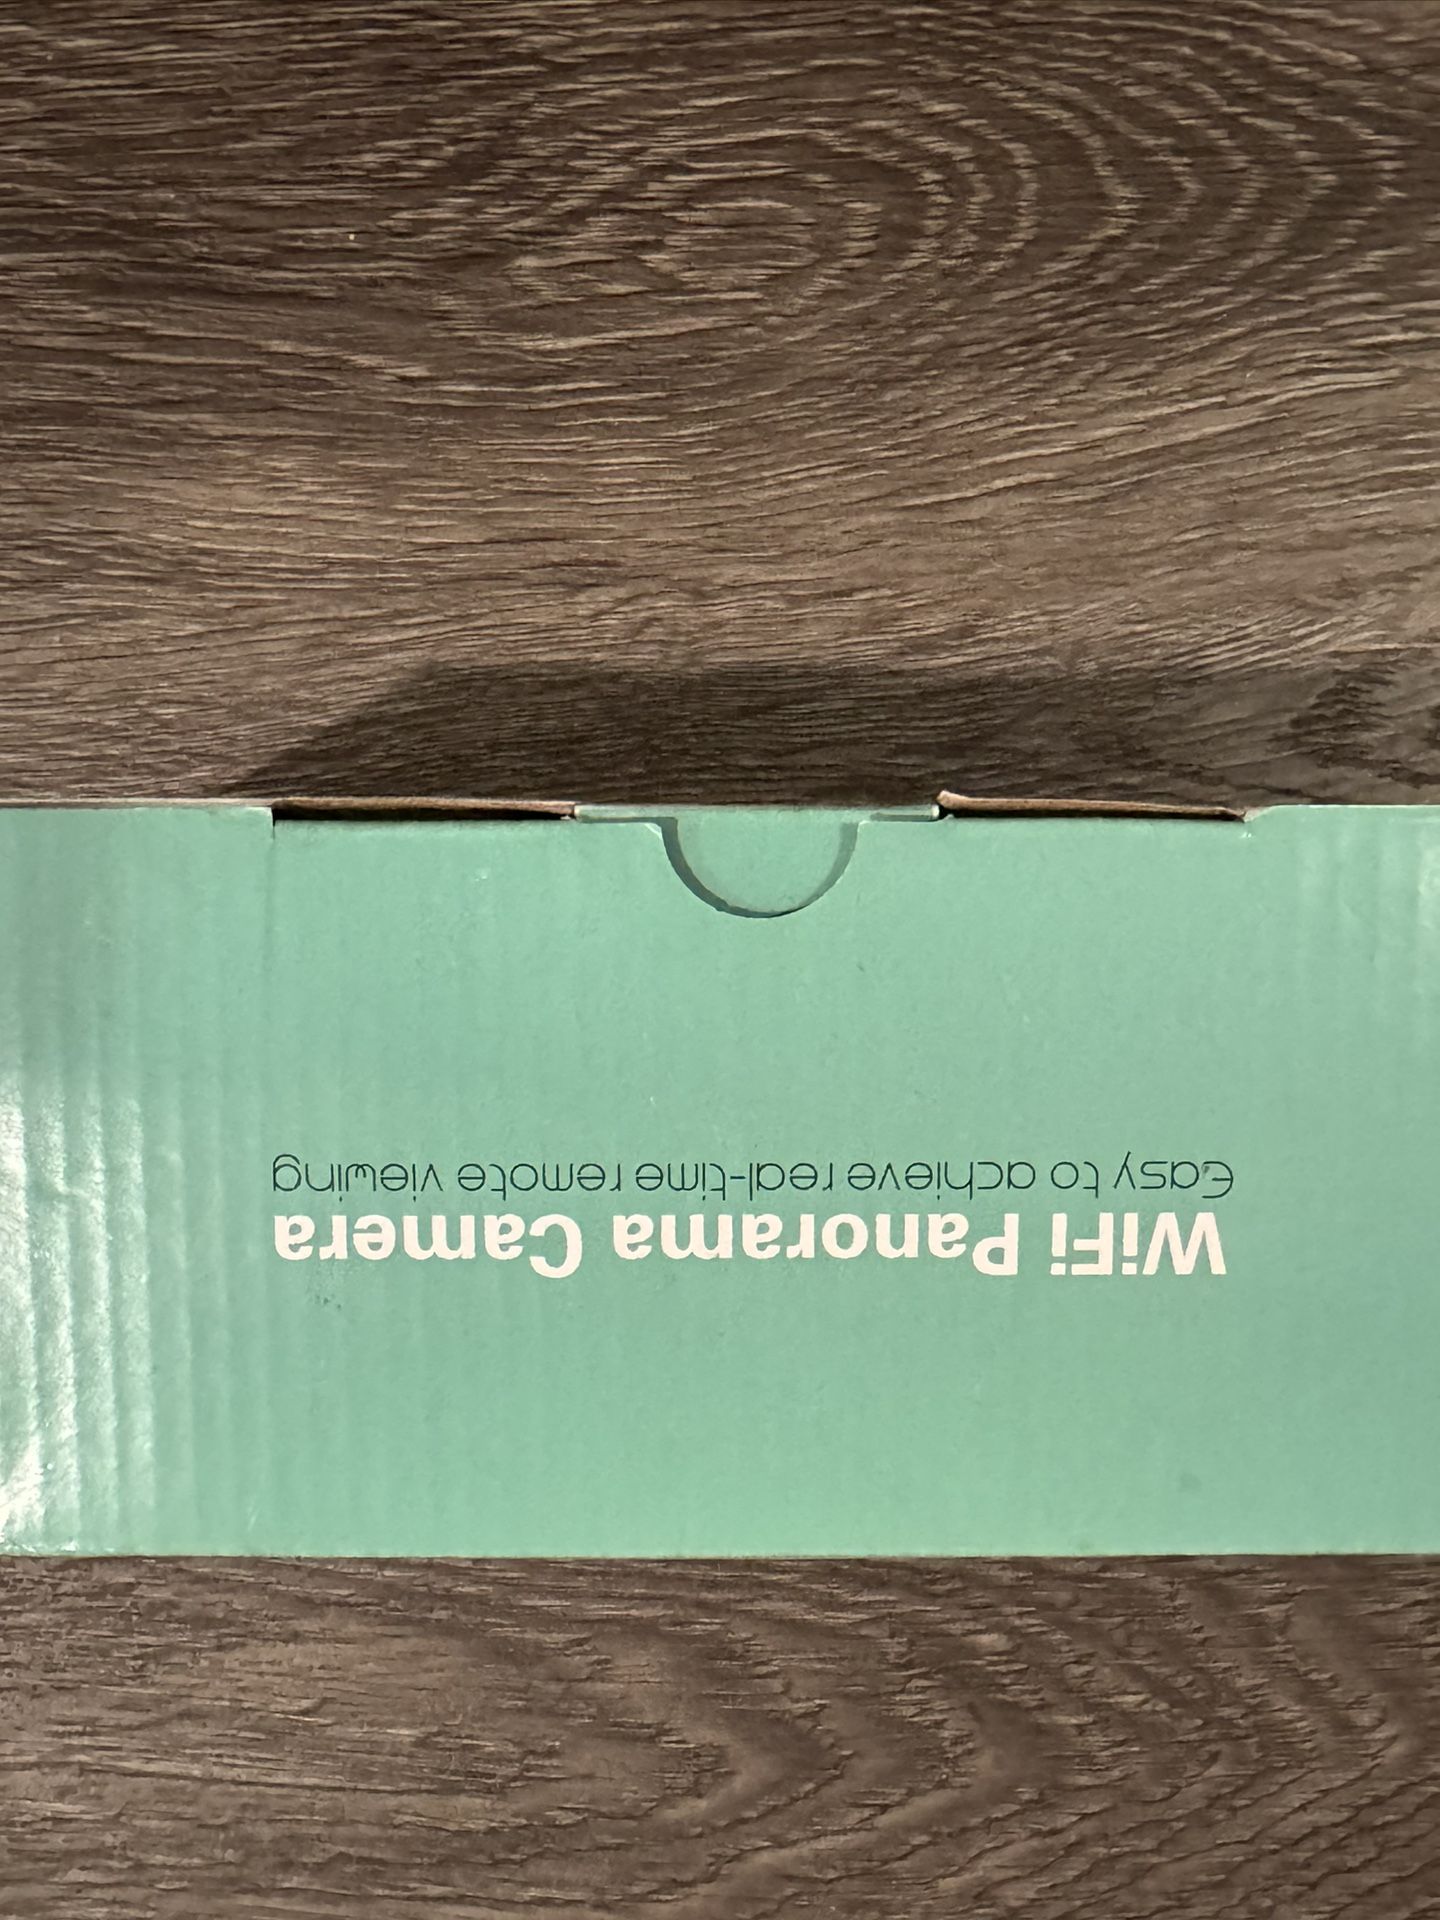 WiFi Panorama Camera
Easy to achieve real-time remote viewing